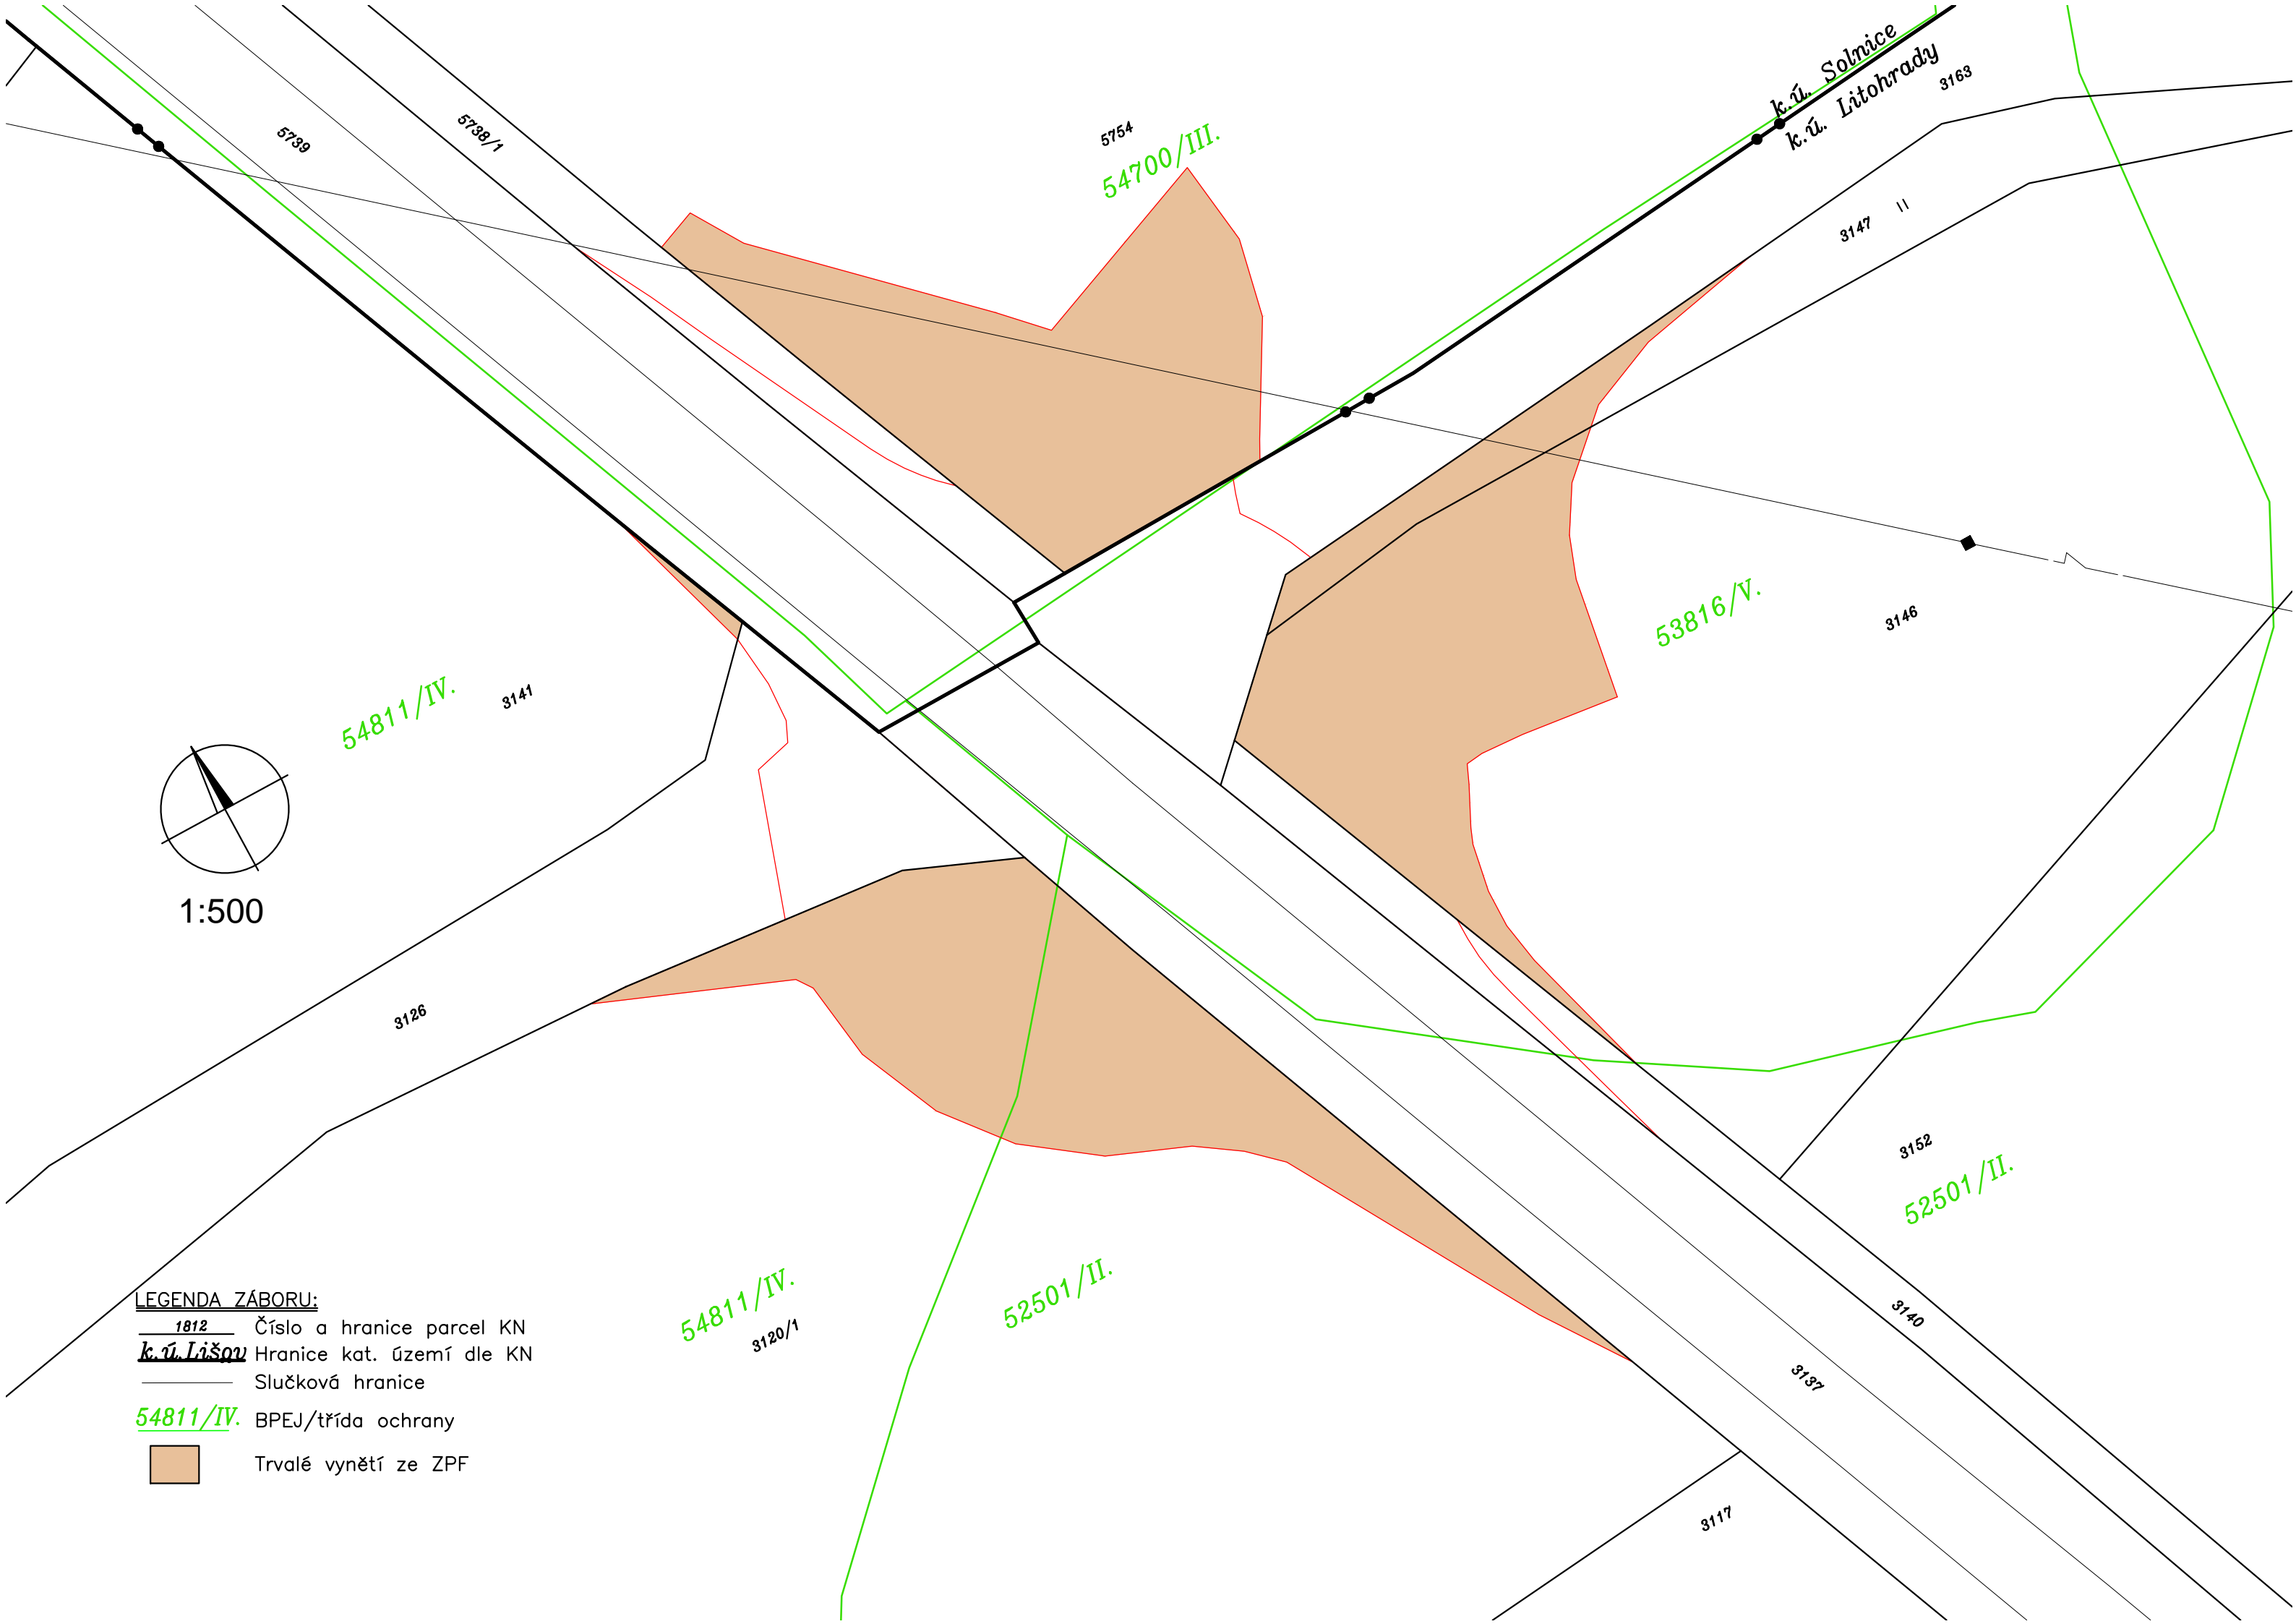 k.ú. Solnice
k.ú. Litohrady
3163
5739
5738/1
5754
54700/III.
3147
53816/V.
3146
54811/IV.
3141
1:500
3126
3152
52501/II.
54811/IV.
3120/1
52501/II.
3140
3137
3117
LEGENDA ZÁBORU:
1812 Číslo a hranice parcel KN
k.ú.Lišov Hranice kat. území dle KN
Slučková hranice
54811/IV. BPEJ/třída ochrany
Trvalé vynětí ze ZPF